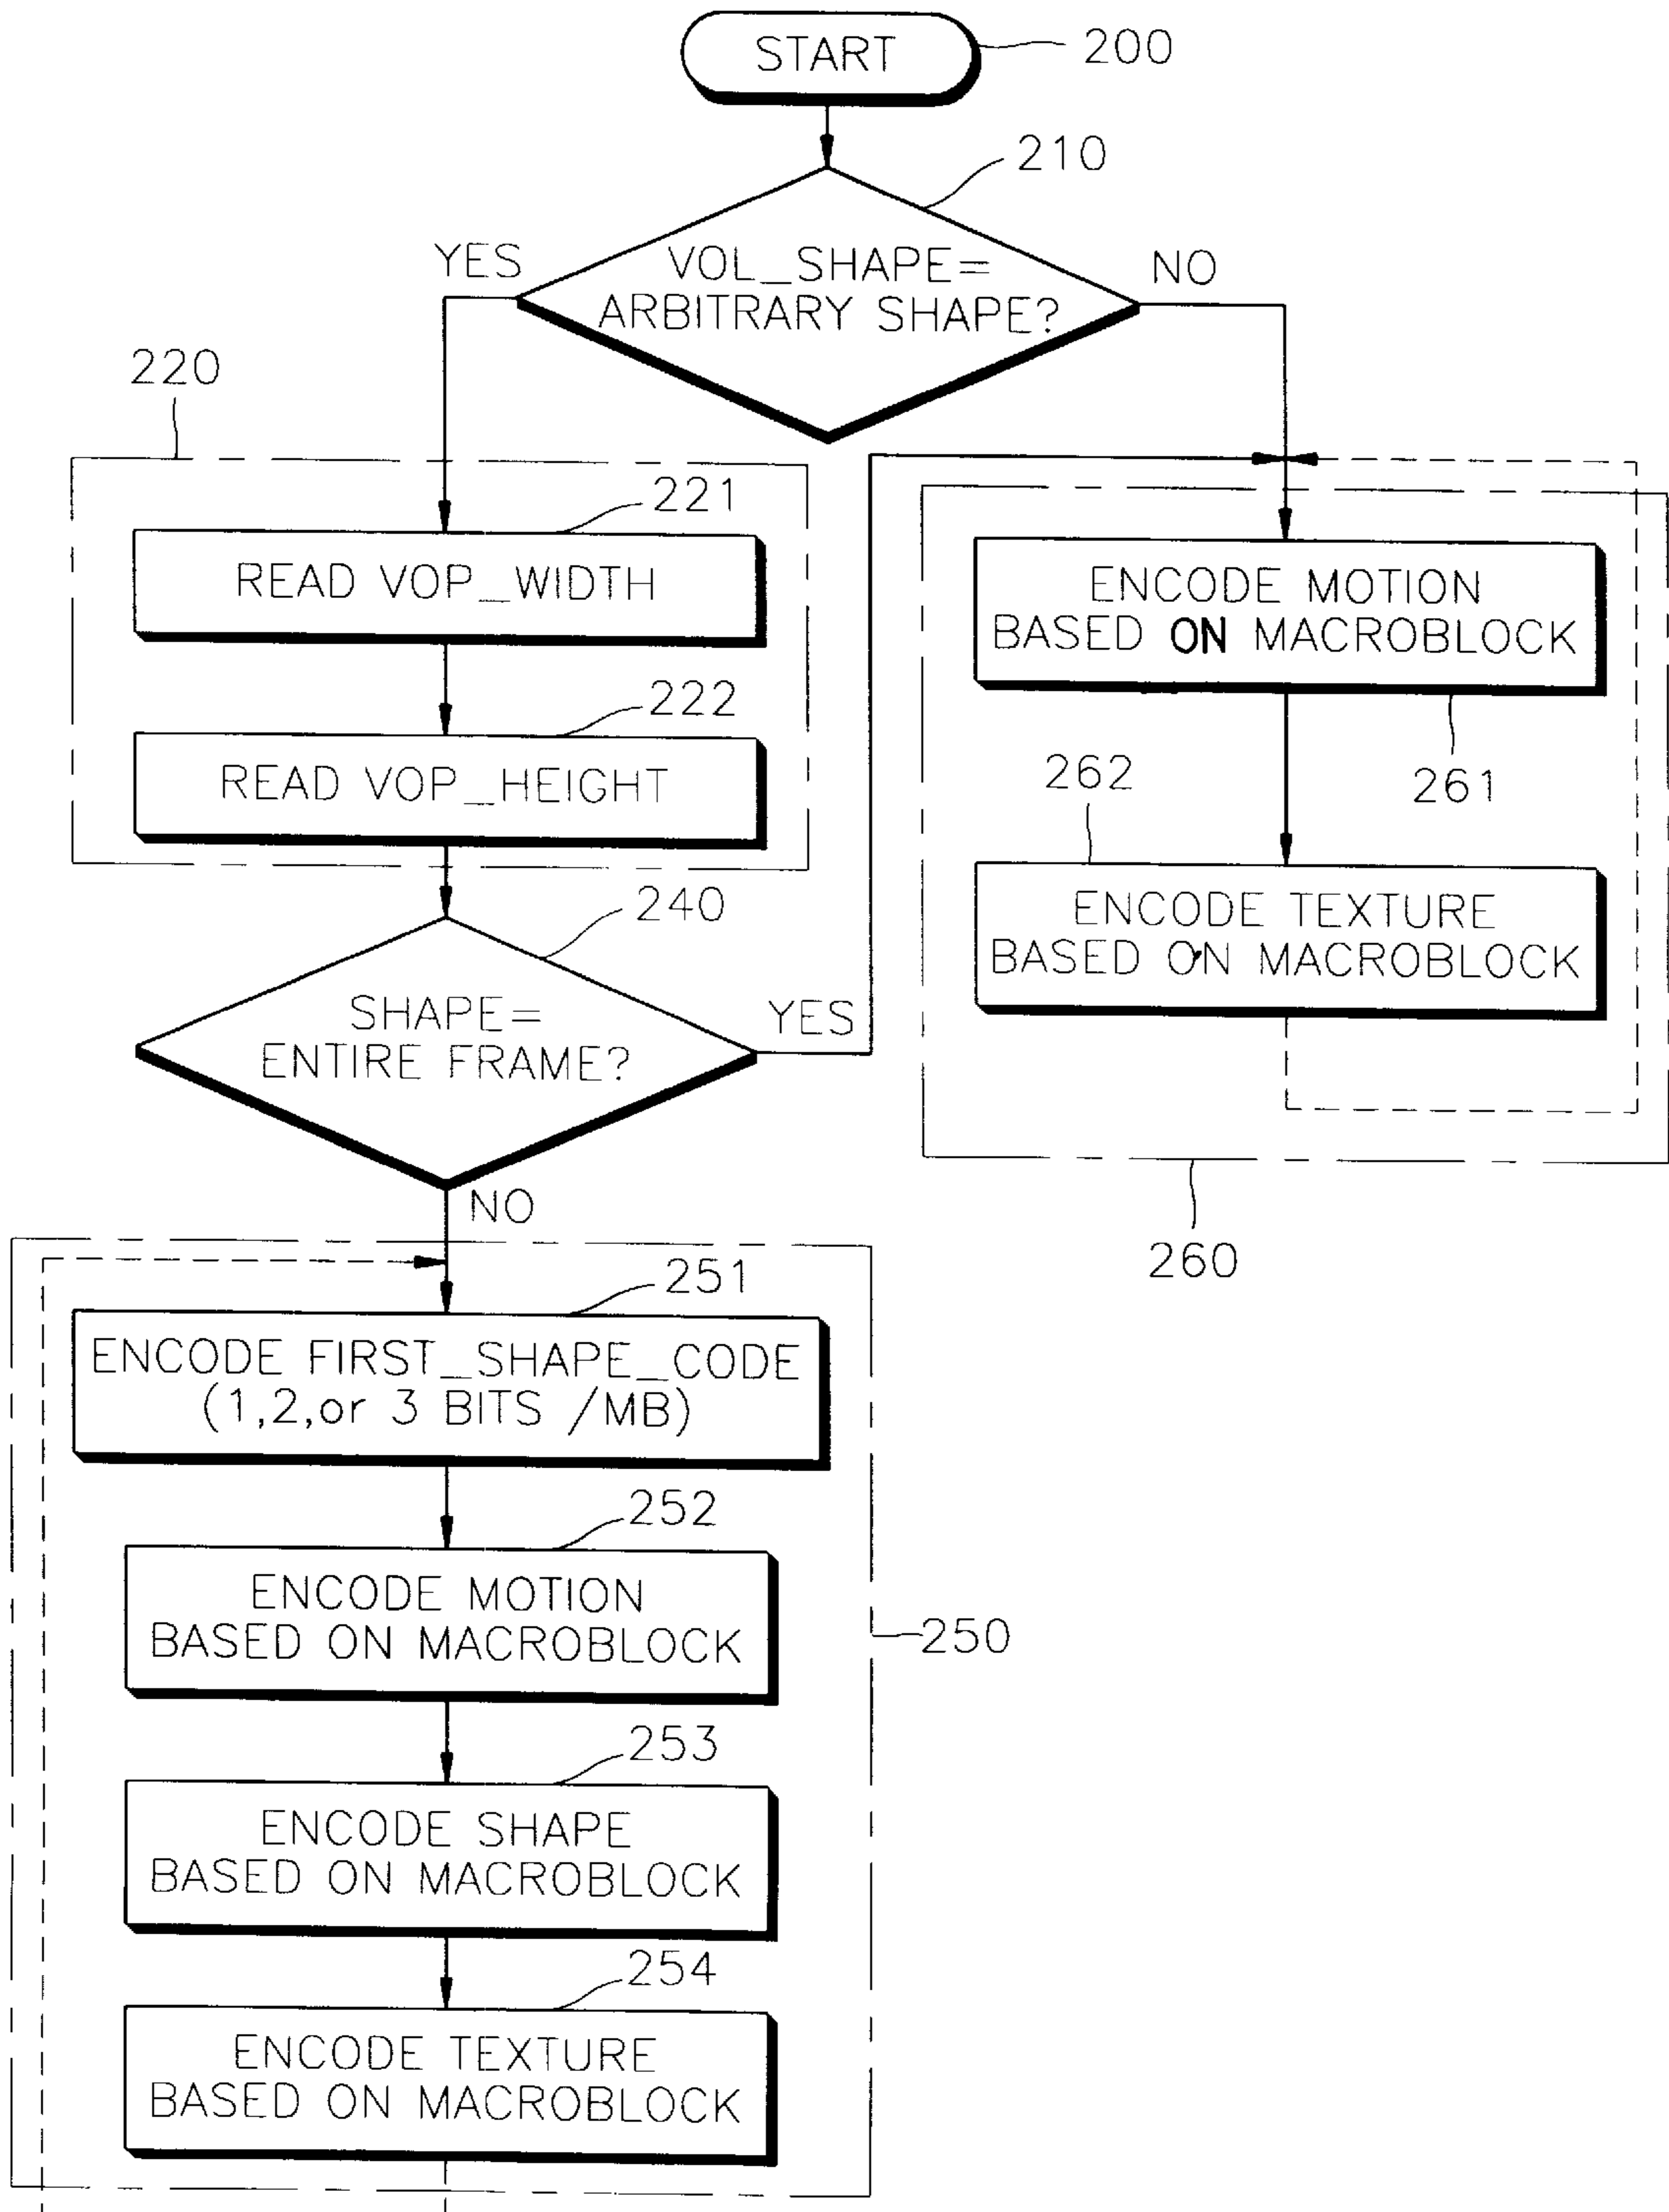 START
200
210
VOL_SHAPE=
ARBITRARY SHAPE?
YES
NO
220
221
READ VOP_WIDTH
222
READ VOP_HEIGHT
240
SHAPE=
ENTIRE FRAME?
YES
NO
ENCODE MOTION
BASED ON MACROBLOCK
261
262
ENCODE TEXTURE
BASED ON MACROBLOCK
260
251
ENCODE FIRST_SHAPE_CODE
(1,2,or 3 BITS /MB)
252
ENCODE MOTION
BASED ON MACROBLOCK
250
253
ENCODE SHAPE
BASED ON MACROBLOCK
254
ENCODE TEXTURE
BASED ON MACROBLOCK